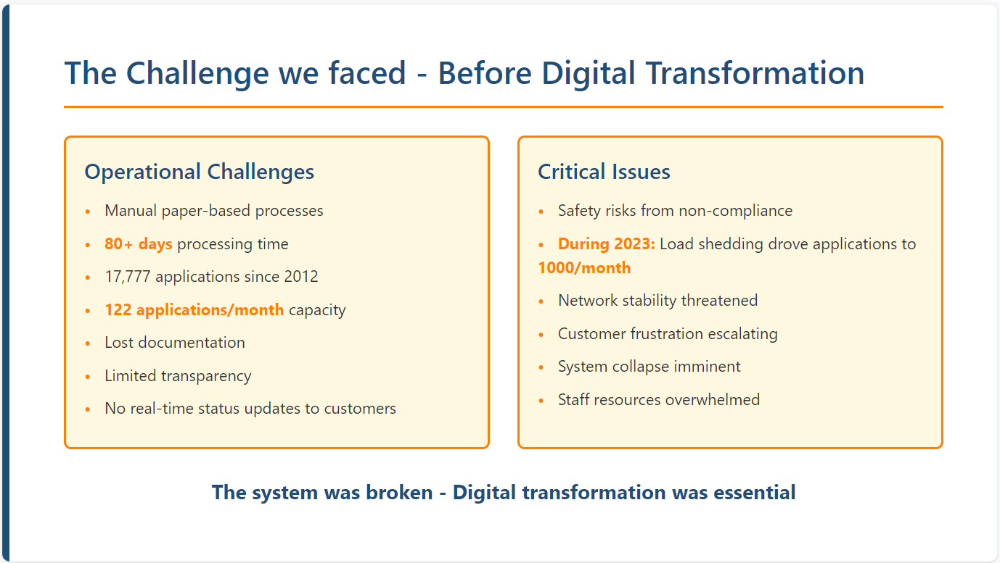 The Challenge we faced - Before Digital Transformation
Operational Challenges
• Manual paper-based processes
• 80+ days processing time
• 17,777 applications since 2012
• 122 applications/month capacity
• Lost documentation
• Limited transparency
• No real-time status updates to customers
Critical Issues
• Safety risks from non-compliance
• During 2023: Load shedding drove applications to
1000/month
• Network stability threatened
• Customer frustration escalating
• System collapse imminent
• Staff resources overwhelmed
The system was broken - Digital transformation was essential